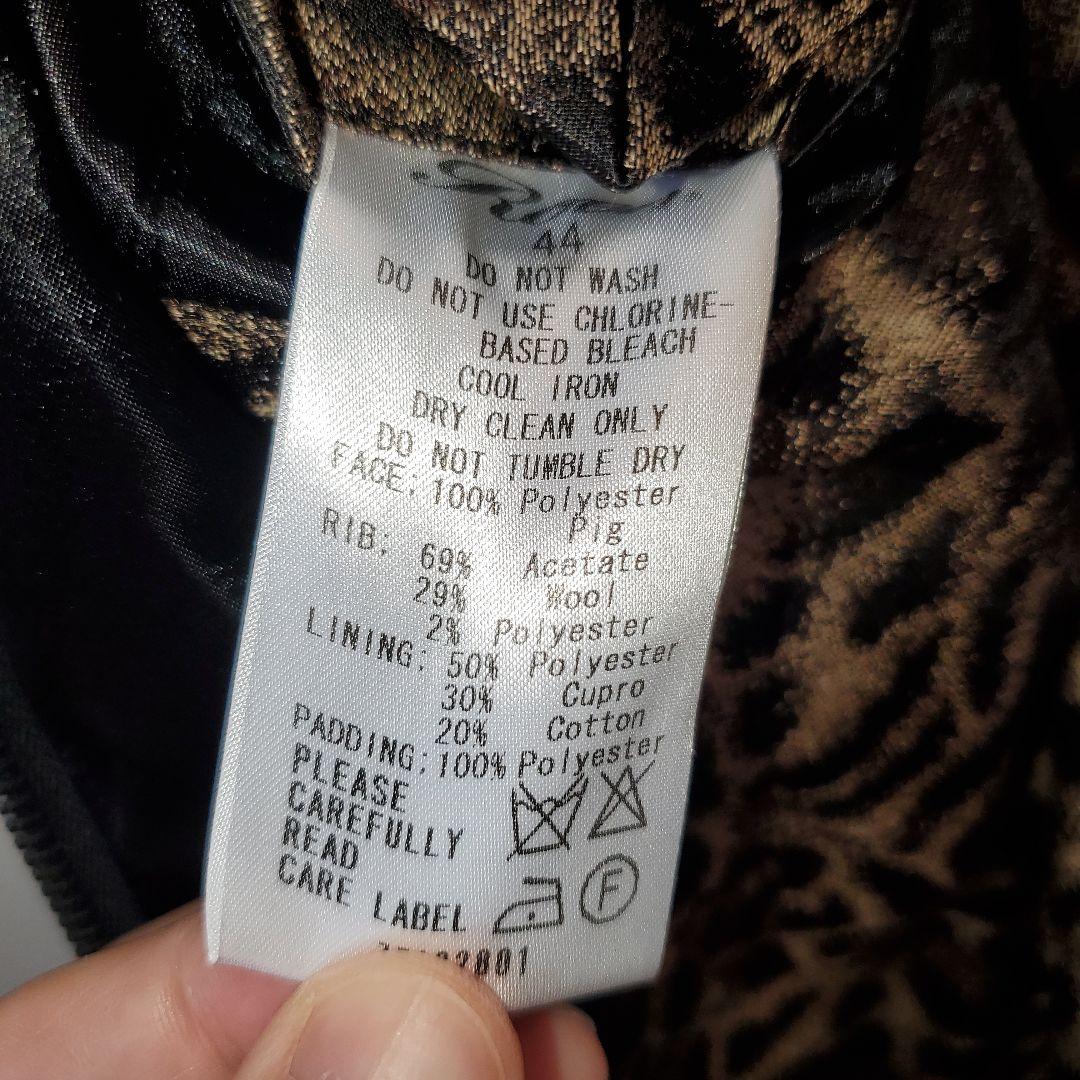 44
DO NOT WASH
DO NOT USE CHLORINE-
BASED BLEACH
COOL IRON
DRY CLEAN ONLY
DO NOT TUMBLE DRY
FACE: 100% Polyester
Pig
RIB: 69% Acetate
29% Wool
2% Polyester
LINING: 50% Polyester
30% Cupro
20% Cotton
PADDING: 100% Polyester
PLEASE
CAREFULLY
READ
CARE LABEL
F